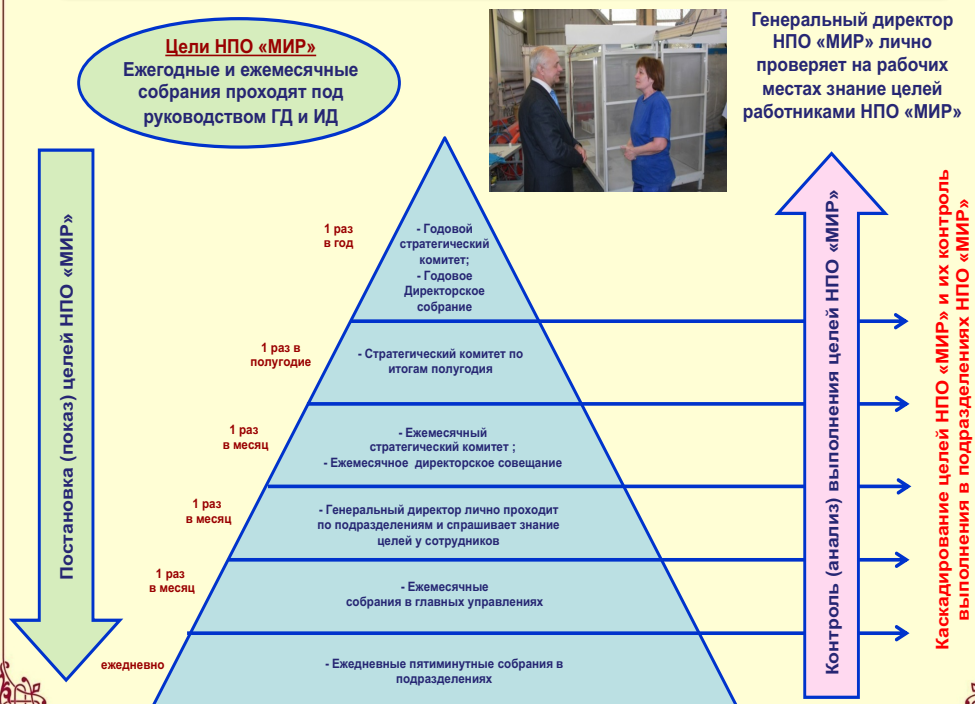 Цели НПО «МИР»
Ежегодные и ежемесячные
собрания проходят под
руководством ГД и ИД
Генеральный директор
НПО «МИР» лично
проверяет на рабочих
местах знание целей
работниками НПО «МИР»
Постановка (показ) целей НПО «МИР»
1 раз
в год
- Годовой
стратегический
комитет;
- Годовое
Директорское
собрание
1 раз в
полугодие
- Стратегический комитет по
итогам полугодия
1 раз
в месяц
- Ежемесячный
стратегический комитет ;
- Ежемесячное директорское совещание
1 раз
в месяц
- Генеральный директор лично проходит
по подразделениям и спрашивает знание
целей у сотрудников
1 раз
в месяц
- Ежемесячные
собрания в главных управлениях
ежедневно
- Ежедневные пятиминутные собрания в
подразделениях
Контроль (анализ) выполнения целей НПО «МИР»
Каскадирование целей НПО «МИР» и их контроль
выполнения в подразделениях НПО «МИР»